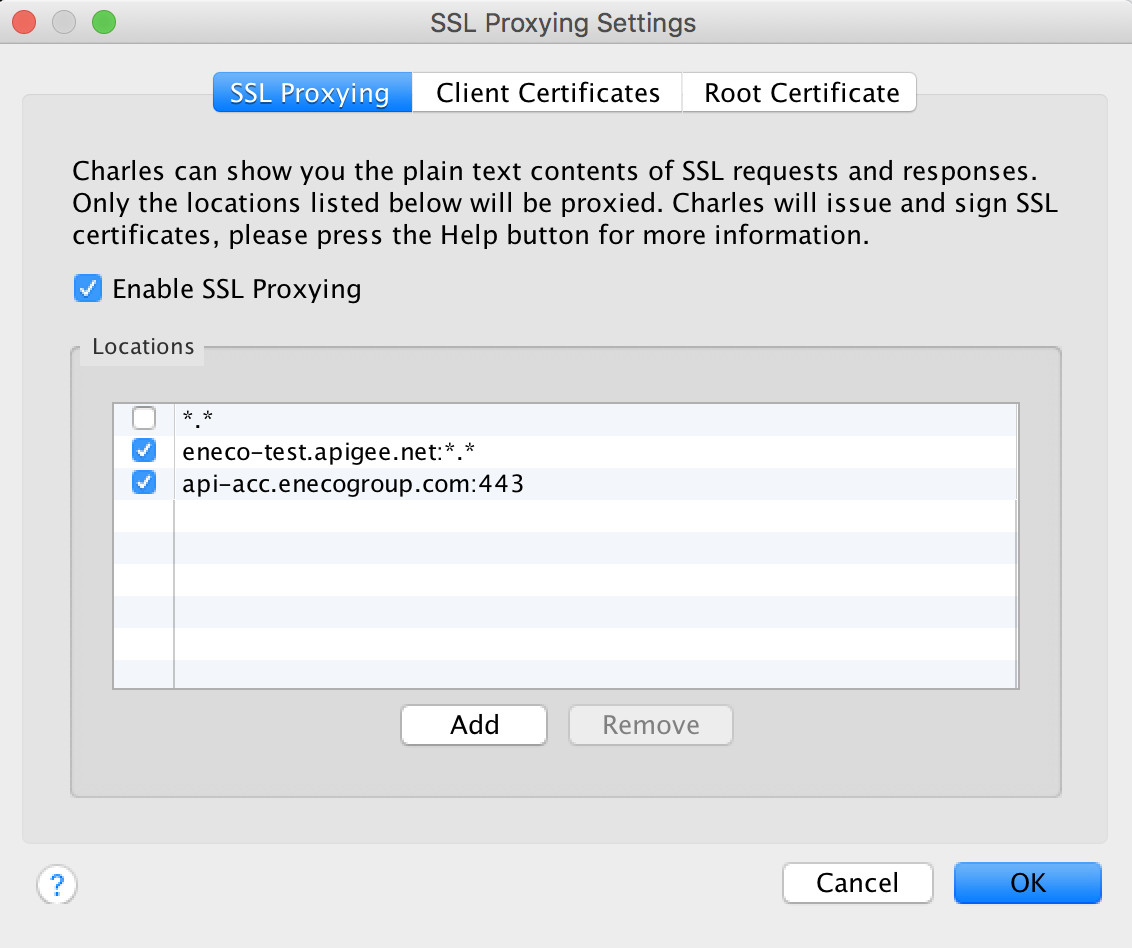 SSL Proxying Settings
SSL Proxying Client Certificates Root Certificate
Charles can show you the plain text contents of SSL requests and responses.
Only the locations listed below will be proxied. Charles will issue and sign SSL
certificates, please press the Help button for more information.
Enable SSL Proxying
Locations
*.*
eneco-test.apigee.net:*.*
api-acc.enecogroup.com:443
Add Remove
? Cancel OK